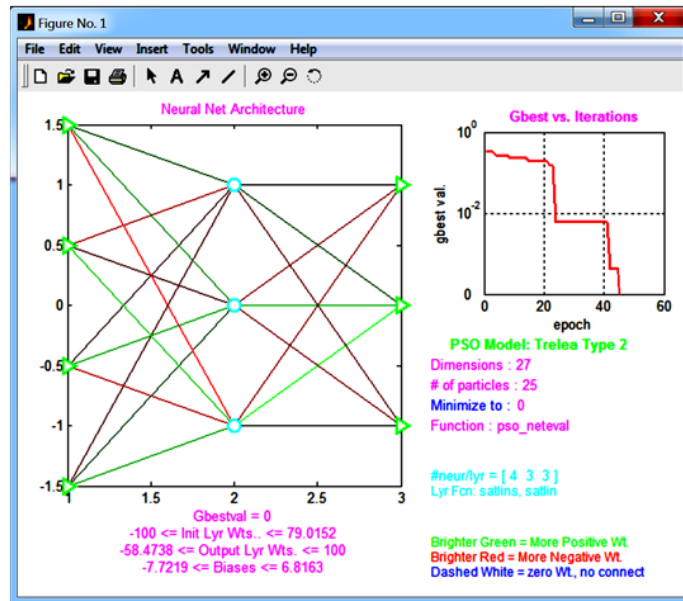 Figure No. 1
File Edit View Insert Tools Window Help
A
Neural Net Architecture
1.5
1
0.5
0
-0.5
-1
-1.5
1 1.5 2 2.5 3
Gbestval = 0
-100 <= Init Lyr Wts.. <= 79.0152
-58.4738 <= Output Lyr Wts. <= 100
-7.7219 <= Biases <= 6.8163
Gbest vs. Iterations
gbest val.
10^0
10^-2
0
0 20 40 60
epoch
PSO Model: Trelea Type 2
Dimensions : 27
# of particles : 25
Minimize to : 0
Function : pso_neteval
#neur/lyr = [ 4 3 3 ]
Lyr Fcn: satlins, satlin
Brighter Green = More Positive Wt.
Brighter Red = More Negative Wt.
Dashed White = zero Wt., no connect